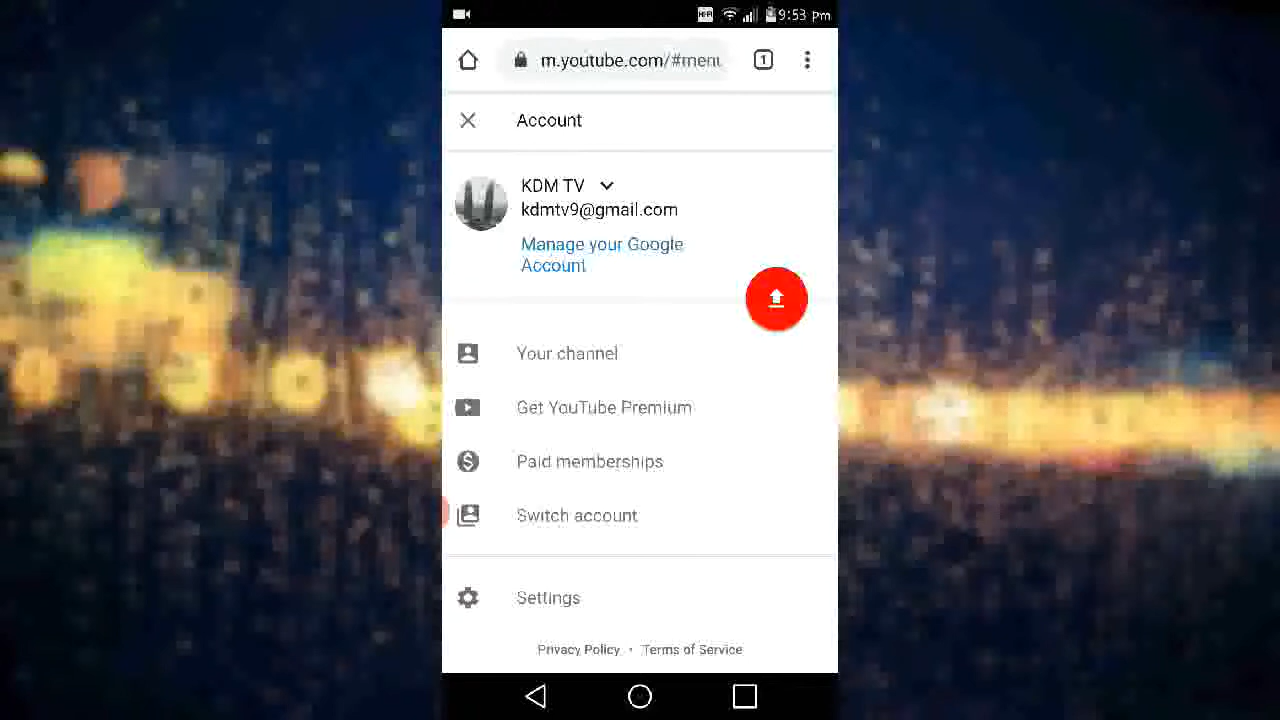 9:53 pm
m.youtube.com/#menu
1
Account
KDM TV
kdmtv9@gmail.com
Manage your Google
Account
Your channel
Get YouTube Premium
Paid memberships
Switch account
Settings
Privacy Policy • Terms of Service